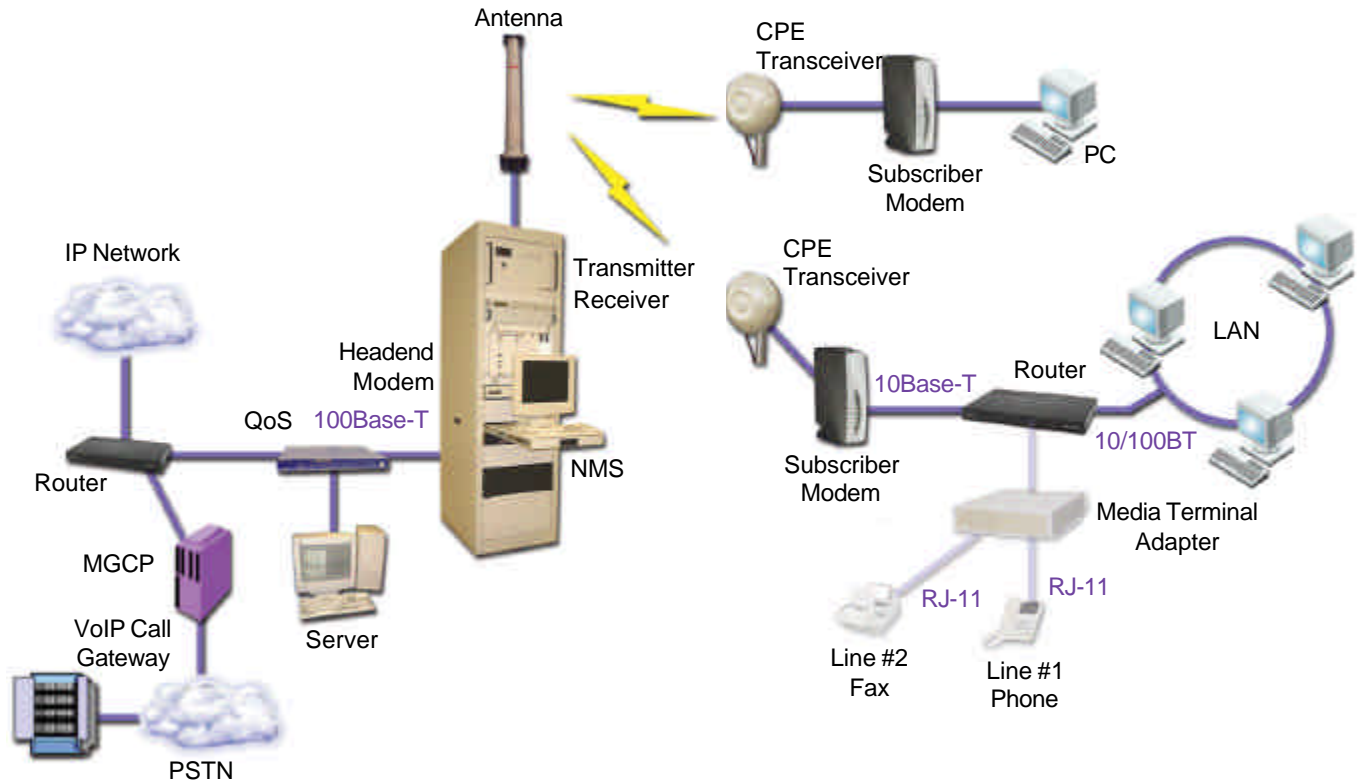 Antenna
CPE
Transceiver
PC
Subscriber
Modem
IP Network
Transmitter
Receiver
CPE
Transceiver
LAN
Headend
Modem
Router
10Base-T
QoS
100Base-T
10/100BT
NMS
Router
Subscriber
Modem
Media Terminal
Adapter
MGCP
RJ-11
RJ-11
Server
VoIP Call
Gateway
Line #2
Fax
Line #1
Phone
PSTN